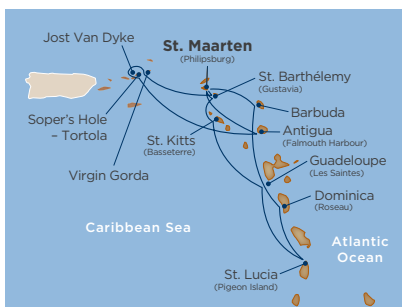 Jost Van Dyke
St. Maarten
(Philipsburg)
St. Barthélemy
(Gustavia)
Barbuda
Soper's Hole
– Tortola
St. Kitts
(Basseterre)
Antigua
(Falmouth Harbour)
Guadeloupe
(Les Saintes)
Virgin Gorda
Dominica
(Roseau)
Caribbean Sea
Atlantic
Ocean
St. Lucia
(Pigeon Island)